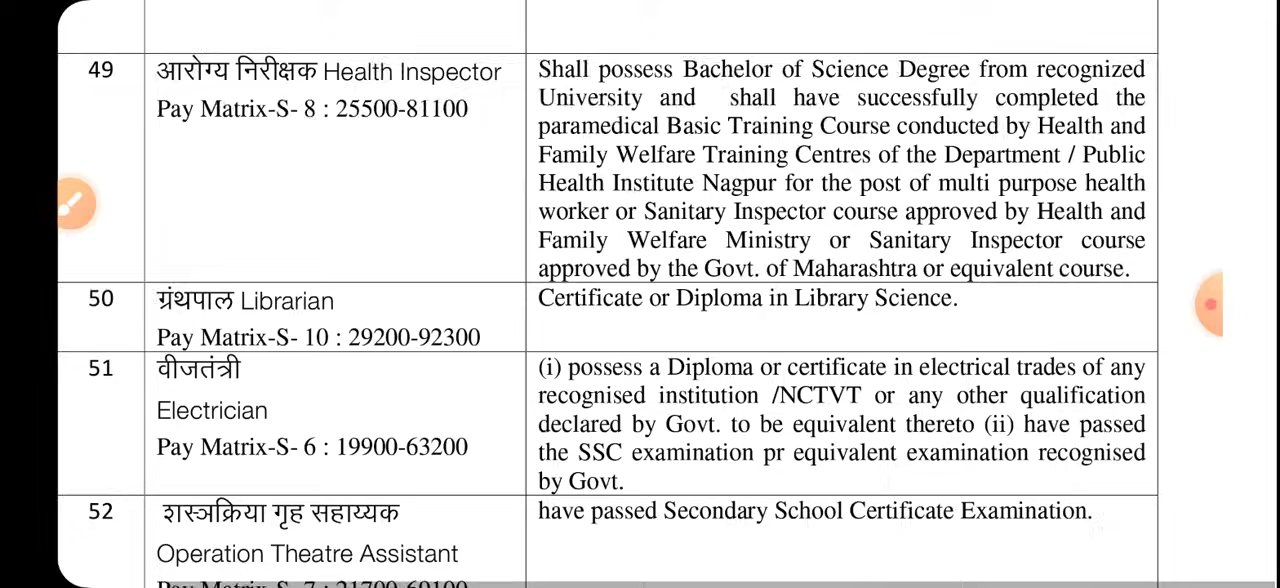 49
आरोग्य निरीक्षक Health Inspector
Pay Matrix-S- 8 : 25500-81100
Shall possess Bachelor of Science Degree from recognized
University and shall have successfully completed the
paramedical Basic Training Course conducted by Health and
Family Welfare Training Centres of the Department / Public
Health Institute Nagpur for the post of multi purpose health
worker or Sanitary Inspector course approved by Health and
Family Welfare Ministry or Sanitary Inspector course
approved by the Govt. of Maharashtra or equivalent course.
50
ग्रंथपाल Librarian
Pay Matrix-S- 10 : 29200-92300
Certificate or Diploma in Library Science.
51
वीजतंत्री
Electrician
Pay Matrix-S- 6 : 19900-63200
(i) possess a Diploma or certificate in electrical trades of any
recognised institution /NCTVT or any other qualification
declared by Govt. to be equivalent thereto (ii) have passed
the SSC examination pr equivalent examination recognised
by Govt.
52
शस्त्रक्रिया गृह सहाय्यक
Operation Theatre Assistant
Pay Matrix-S- 7 : 21700-69100
have passed Secondary School Certificate Examination.